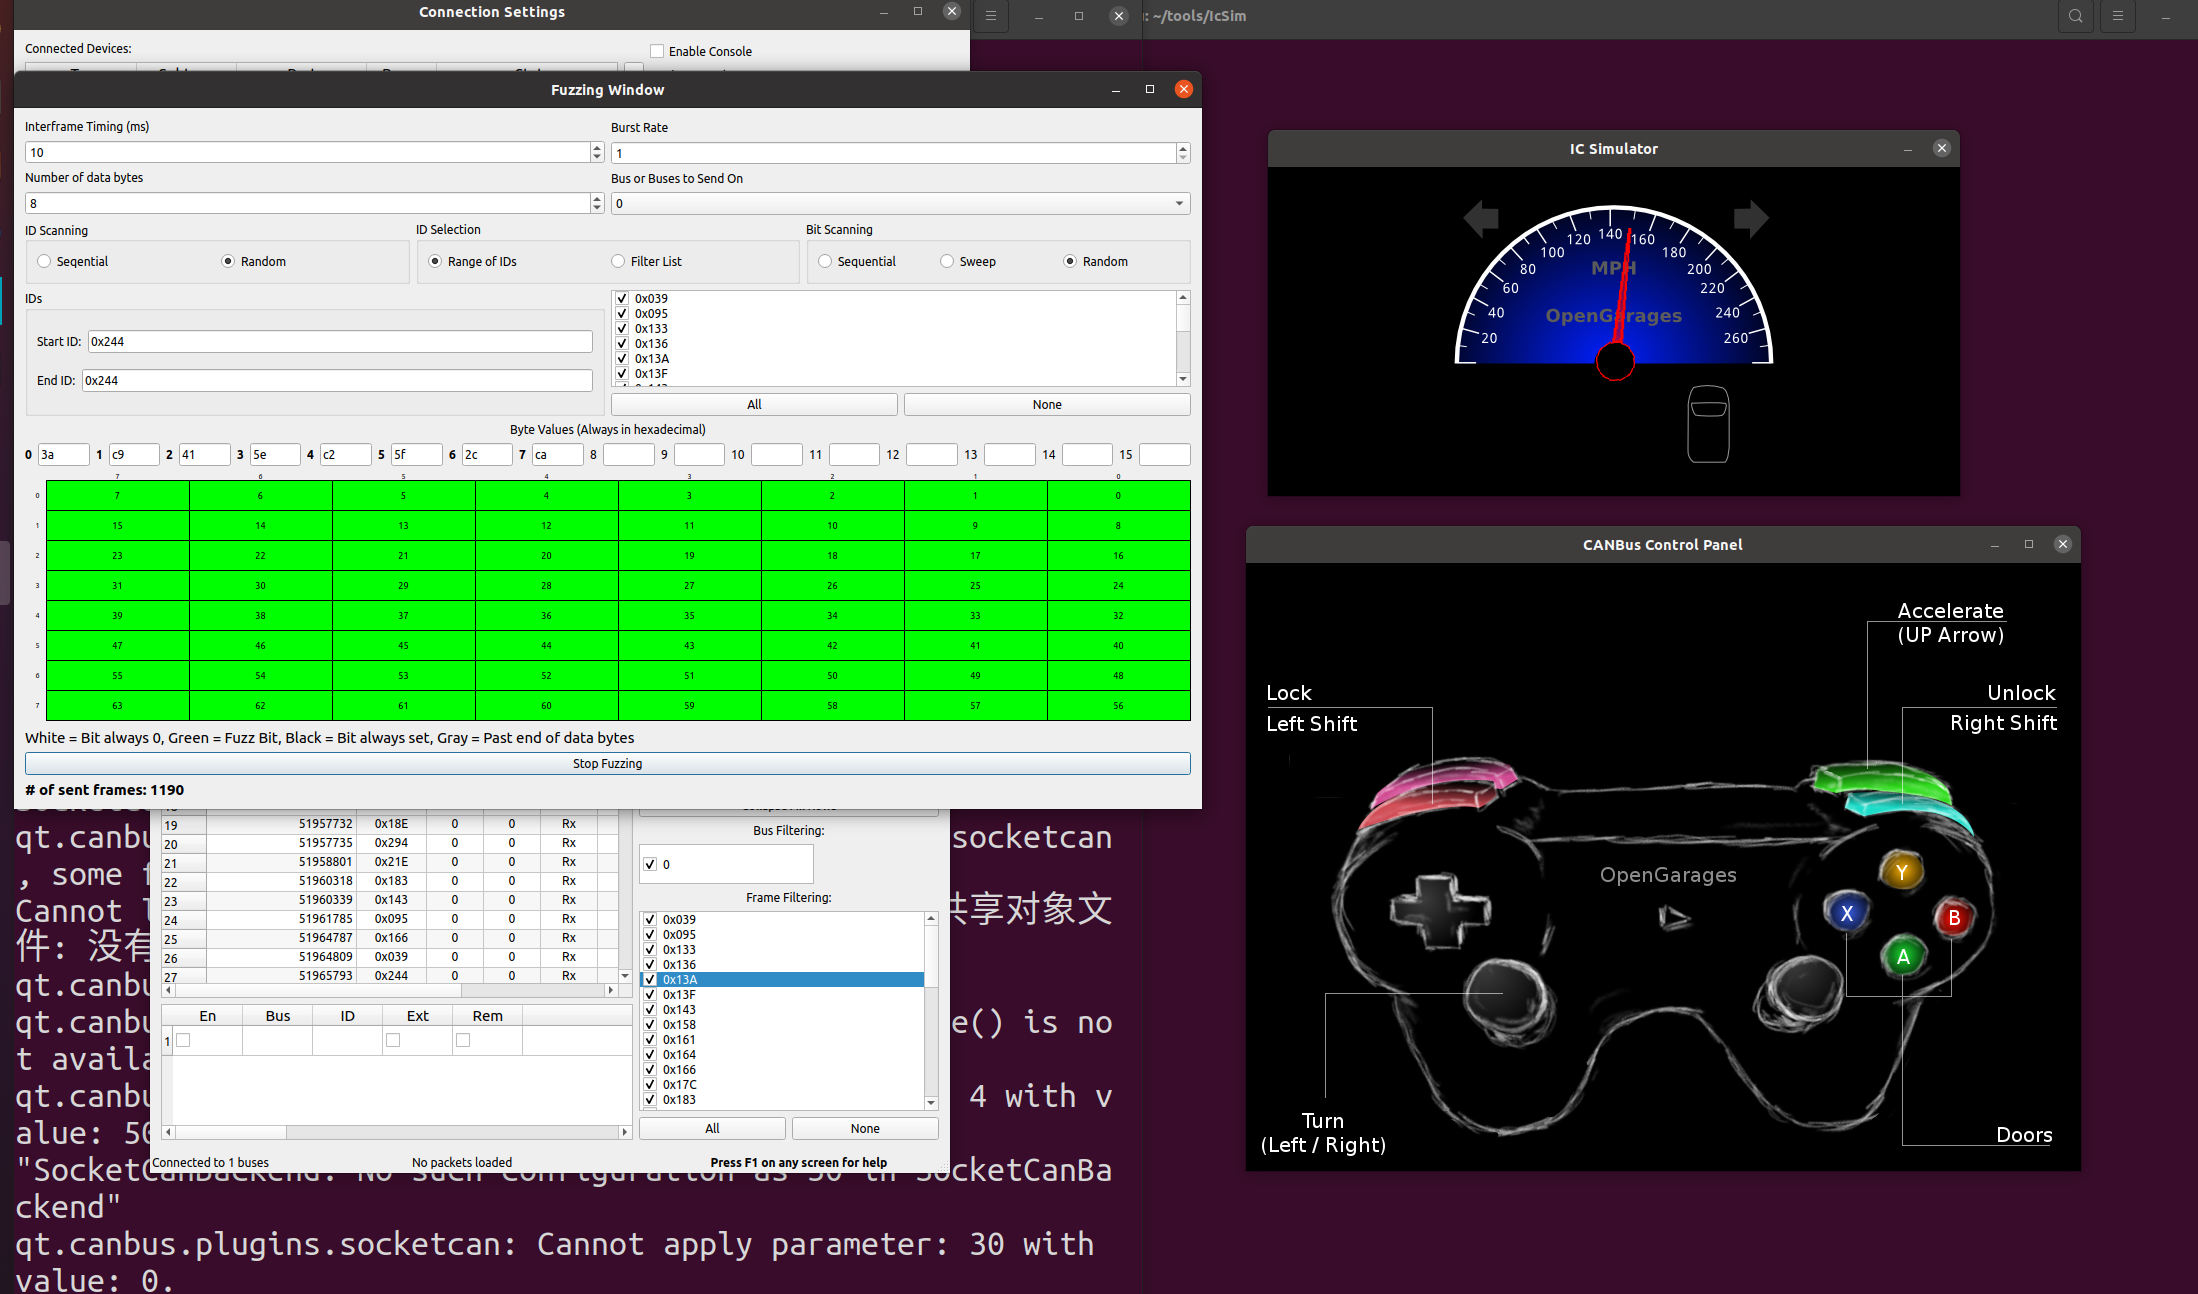 Connection Settings
: ~/tools/IcSim
Connected Devices:
Enable Console
Fuzzing Window
Interframe Timing (ms)
Burst Rate
10
1
Number of data bytes
Bus or Buses to Send On
8
0
ID Scanning
ID Selection
Bit Scanning
Seqential
Random
Range of IDs
Filter List
Sequential
Sweep
Random
IDs
Start ID:
0x244
End ID:
0x244
0x039
0x095
0x133
0x136
0x13A
0x13F
All
None
Byte Values (Always in hexadecimal)
0 3a 1 c9 2 41 3 5e 4 c2 5 5f 6 2c 7 ca 8 9 10 11 12 13 14 15
7 6 5 4 3 2 1 0
0 7 6 5 4 3 2 1 0
1 15 14 13 12 11 10 9 8
2 23 22 21 20 19 18 17 16
3 31 30 29 28 27 26 25 24
4 39 38 37 36 35 34 33 32
5 47 46 45 44 43 42 41 40
6 55 54 53 52 51 50 49 48
7 63 62 61 60 59 58 57 56
White = Bit always 0, Green = Fuzz Bit, Black = Bit always set, Gray = Past end of data bytes
Stop Fuzzing
# of sent frames: 1190
19 51957732 0x18E 0 0 Rx
20 51957735 0x294 0 0 Rx
21 51958801 0x21E 0 0 Rx
22 51960318 0x183 0 0 Rx
23 51960339 0x143 0 0 Rx
24 51961785 0x095 0 0 Rx
25 51964787 0x166 0 0 Rx
26 51964809 0x039 0 0 Rx
27 51965793 0x244 0 0 Rx
En Bus ID Ext Rem
1
Bus Filtering:
0
Frame Filtering:
0x039
0x095
0x133
0x136
0x13A
0x13F
0x143
0x158
0x161
0x164
0x166
0x17C
0x183
All
None
Connected to 1 buses
No packets loaded
Press F1 on any screen for help
qt.canbu
socketcan
, some f
Cannot
共享对象文
件: 没有
qt.canbu
qt.canbu
e() is no
t avail
qt.canbu
4 with v
alue: 50
"SocketCanBackend: No such configuration as 50 in SocketCanBa
ckend"
qt.canbus.plugins.socketcan: Cannot apply parameter: 30 with
value: 0.
IC Simulator
20 40 60 80 100 120 140 160 180 200 220 240 260
MPH
OpenGarages
CANBus Control Panel
Accelerate
(UP Arrow)
Lock
Left Shift
Unlock
Right Shift
OpenGarages
Y
X
B
A
Turn
(Left / Right)
Doors